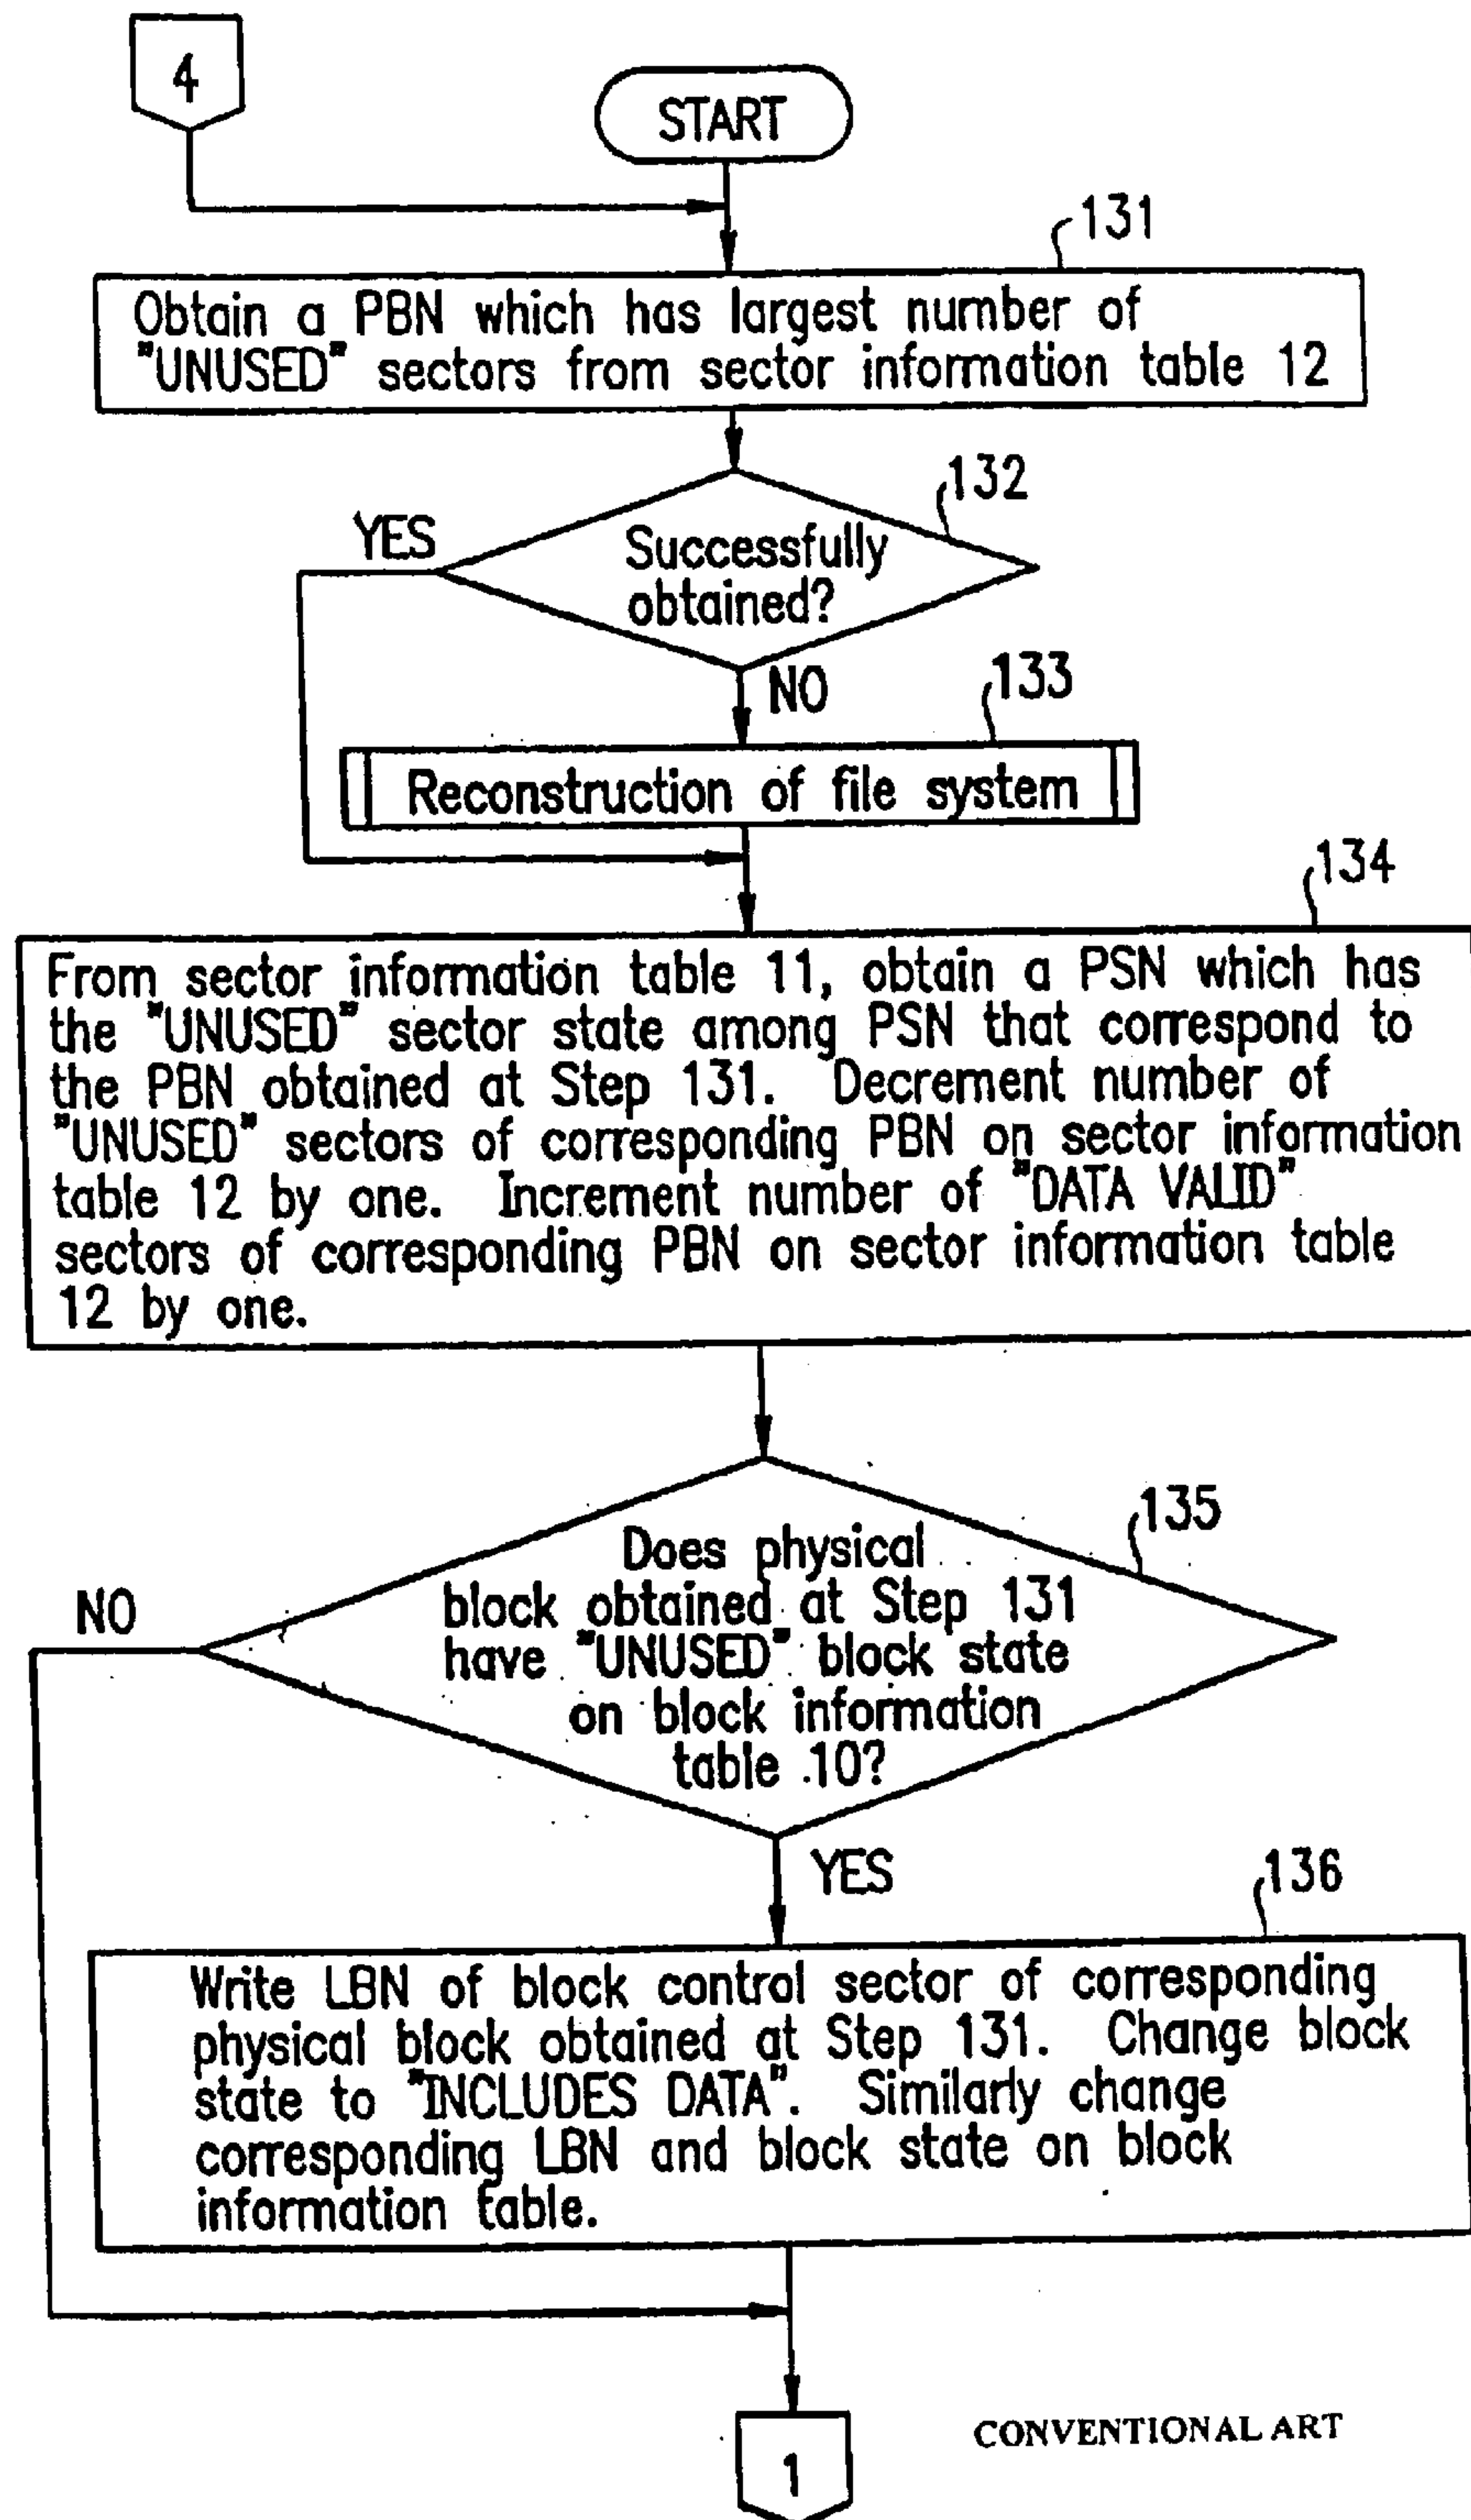 4
START
131
Obtain a PBN which has largest number of
"UNUSED" sectors from sector information table 12
132
YES
Successfully
obtained?
NO
133
Reconstruction of file system
134
From sector information table 11, obtain a PSN which has
the "UNUSED" sector state among PSN that correspond to
the PBN obtained at Step 131. Decrement number of
"UNUSED" sectors of corresponding PBN on sector information
table 12 by one. Increment number of "DATA VALID"
sectors of corresponding PBN on sector information table
12 by one.
135
Does physical
block obtained at Step 131
have "UNUSED" block state
on block information
table 10?
NO
YES
136
Write LBN of block control sector of corresponding
physical block obtained at Step 131. Change block
state to "INCLUDES DATA". Similarly change
corresponding LBN and block state on block
information table.
CONVENTIONAL ART
1